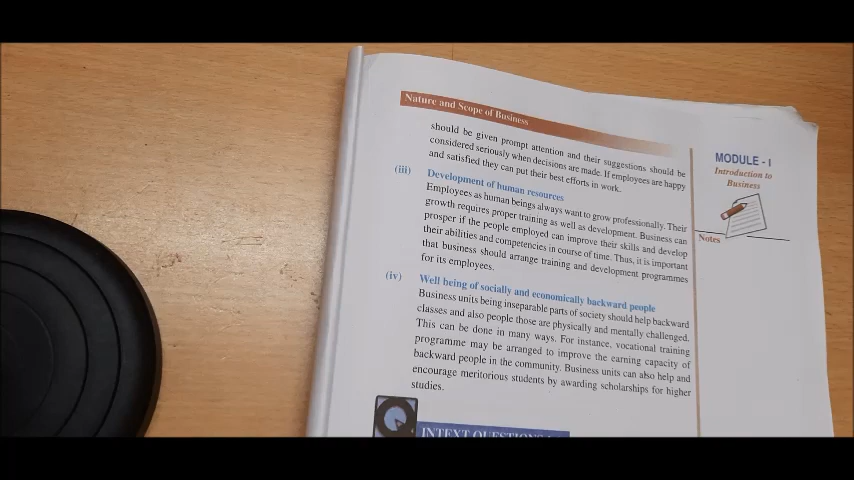 Nature and Scope of Business
should be given prompt attention and their suggestions should be
considered seriously when decisions are made. If employees are happy
and satisfied they can put their best efforts in work.
(iii) Development of human resources
Employees as human beings always want to grow professionally. Their
growth requires proper training as well as development. Business can
prosper if the people employed can improve their skills and develop
their abilities and competencies in course of time. Thus, it is important
that business should arrange training and development programmes
for its employees.
(iv) Well being of socially and economically backward people
Business units being inseparable parts of society should help backward
classes and also people those are physically and mentally challenged.
This can be done in many ways. For instance, vocational training
programme may be arranged to improve the earning capacity of
backward people in the community. Business units can also help and
encourage meritorious students by awarding scholarships for higher
studies.
INTEXT QUESTIONS
MODULE - I
Introduction to
Business
Notes